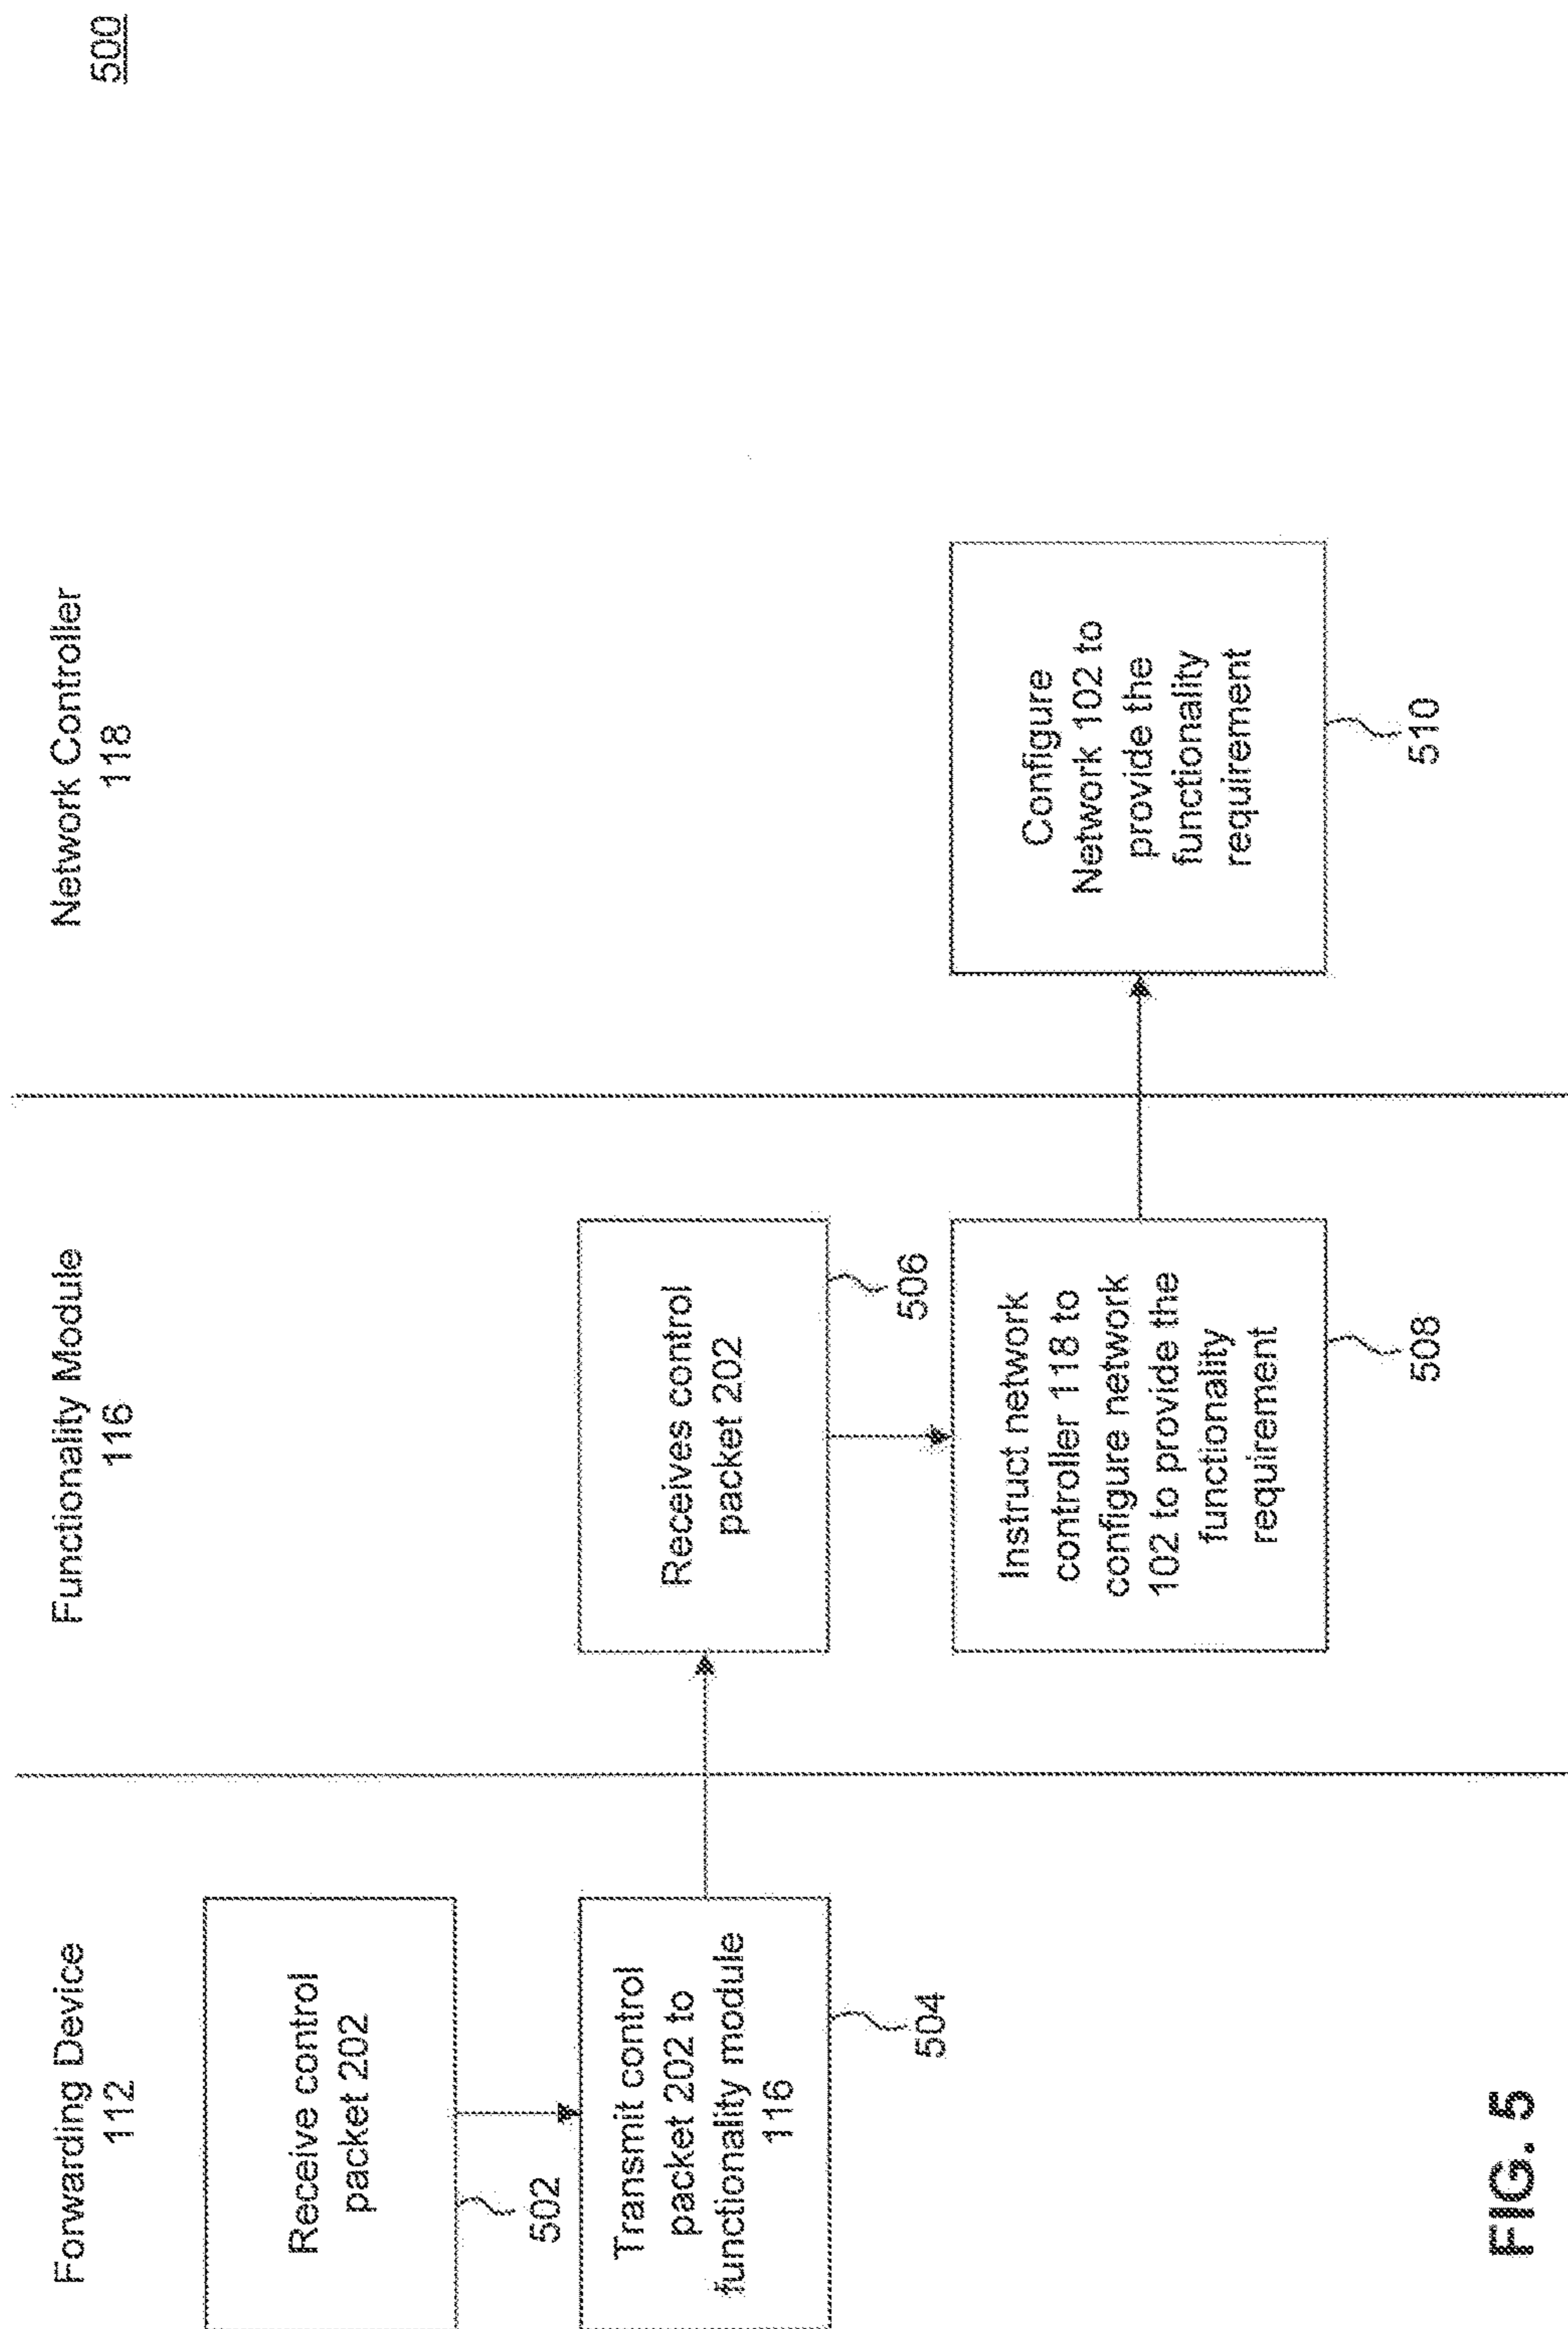 500
Forwarding Device
112
Functionality Module
116
Network Controller
118
Receive control
packet 202
502
Transmit control
packet 202 to
functionality module
116
504
Receives control
packet 202
506
Instruct network
controller 118 to
configure network
102 to provide the
functionality
requirement
508
Configure
Network 102 to
provide the
functionality
requirement
510
FIG. 5